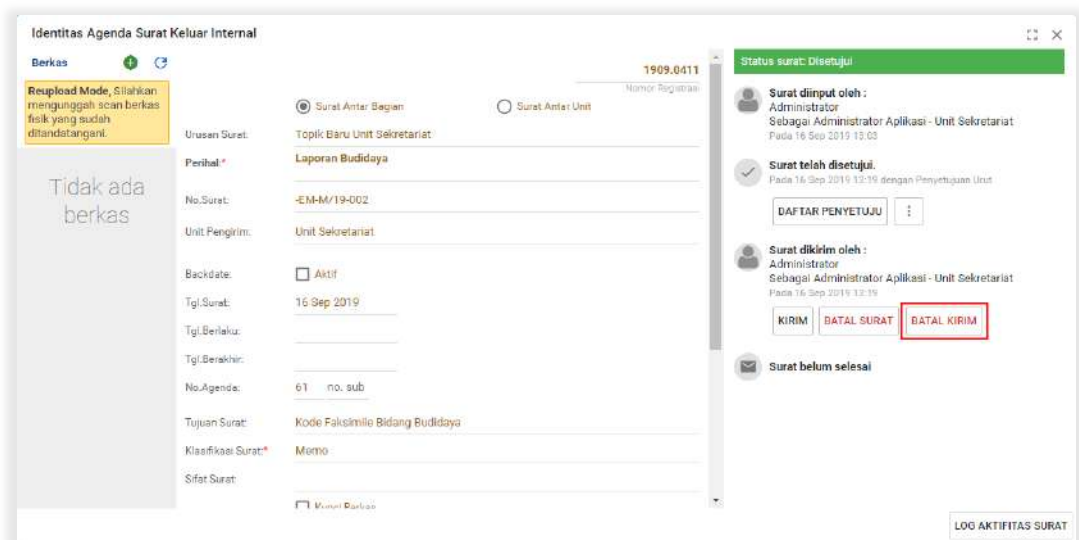 Identitas Agenda Surat Keluar Internal
Berkas
Reupload Mode, Silahkan
mengunggah scan berkas
fisik yang sudah
ditandatangani.
Tidak ada
berkas
1909.0411
Nomor Registrasi
Surat Antar Bagian
Surat Antar Unit
Urusan Surat:
Topik Baru Unit Sekretariat
Perihal:*
Laporan Budidaya
No.Surat:
-EM-M/19-002
Unit Pengirim:
Unit Sekretariat
Backdate:
Aktif
Tgl.Surat:
16 Sep 2019
Tgl.Berlaku:
Tgl.Berakhir:
No.Agenda:
61 no. sub
Tujuan Surat:
Kode Faksimile Bidang Budidaya
Klasifikasi Surat:*
Memo
Sifat Surat:
Kunci Berkas
Status surat: Disetujui
Surat diinput oleh :
Administrator
Sebagai Administrator Aplikasi - Unit Sekretariat
Pada 16 Sep 2019 13:03
Surat telah disetujui.
Pada 16 Sep 2019 13:19 dengan Penyetujuan Urut
DAFTAR PENYETUJU
Surat dikirim oleh :
Administrator
Sebagai Administrator Aplikasi - Unit Sekretariat
Pada 16 Sep 2019 13:19
KIRIM
BATAL SURAT
BATAL KIRIM
Surat belum selesai
LOG AKTIFITAS SURAT